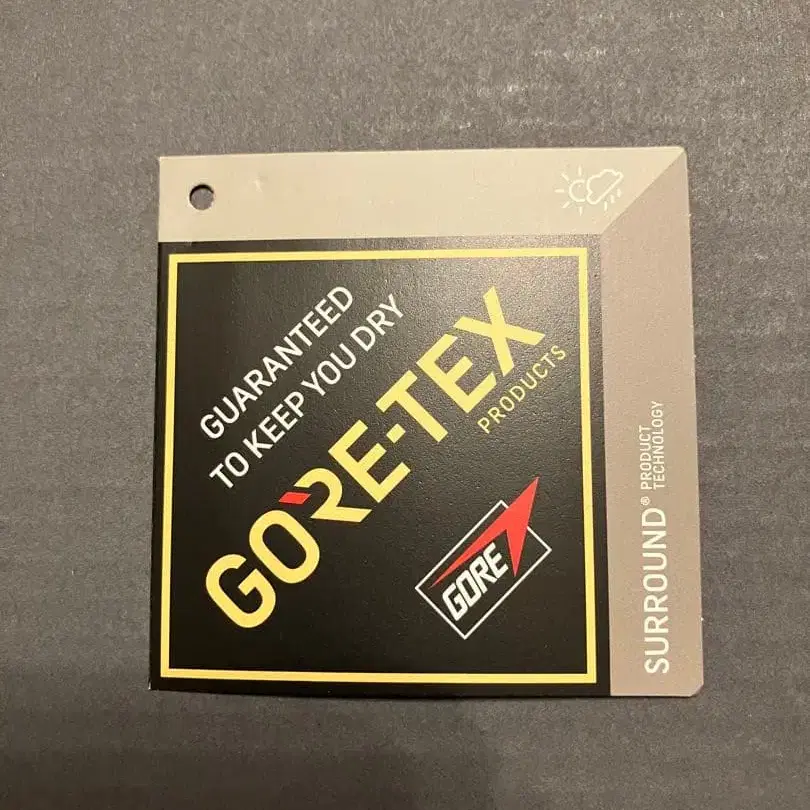 GUARANTEED
TO KEEP YOU DRY
GORE-TEX
PRODUCTS
GORE
SURROUND® PRODUCT
TECHNOLOGY